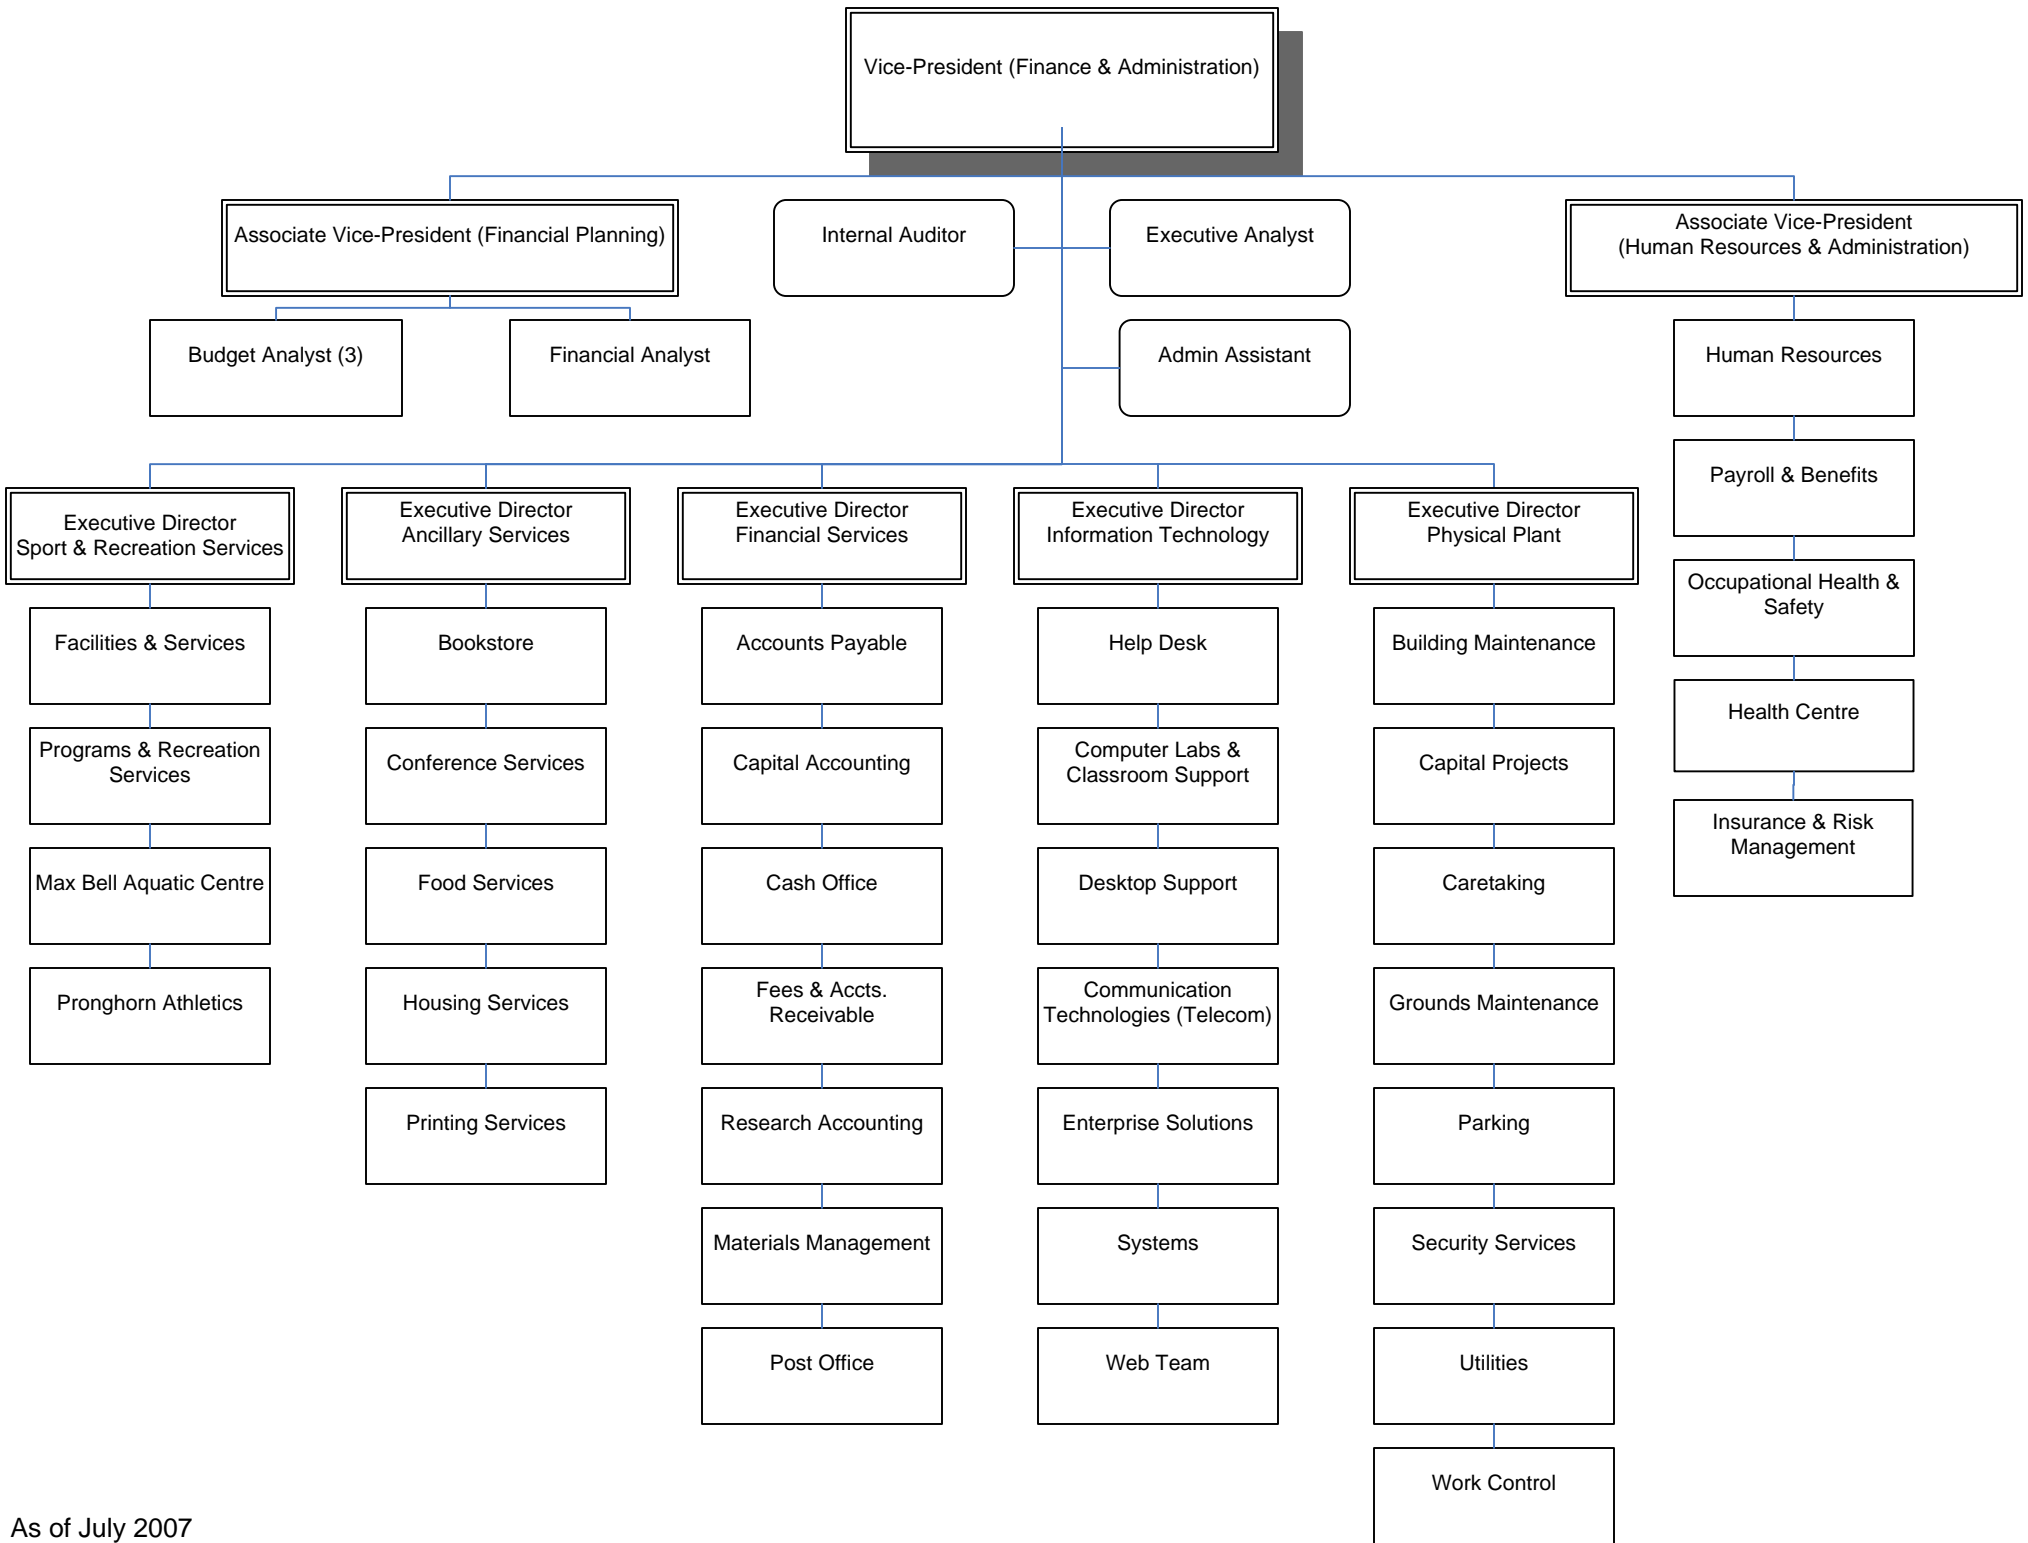 Vice-President (Finance & Administration)
Associate Vice-President (Financial Planning)
Internal Auditor
Executive Analyst
Associate Vice-President
(Human Resources & Administration)
Budget Analyst (3)
Financial Analyst
Admin Assistant
Human Resources
Payroll & Benefits
Occupational Health &
Safety
Health Centre
Insurance & Risk
Management
Executive Director
Sport & Recreation Services
Facilities & Services
Programs & Recreation
Services
Max Bell Aquatic Centre
Pronghorn Athletics
Executive Director
Ancillary Services
Bookstore
Conference Services
Food Services
Housing Services
Printing Services
Executive Director
Financial Services
Accounts Payable
Capital Accounting
Cash Office
Fees & Accts.
Receivable
Research Accounting
Materials Management
Post Office
Executive Director
Information Technology
Help Desk
Computer Labs &
Classroom Support
Desktop Support
Communication
Technologies (Telecom)
Enterprise Solutions
Systems
Web Team
Executive Director
Physical Plant
Building Maintenance
Capital Projects
Caretaking
Grounds Maintenance
Parking
Security Services
Utilities
Work Control
As of July 2007